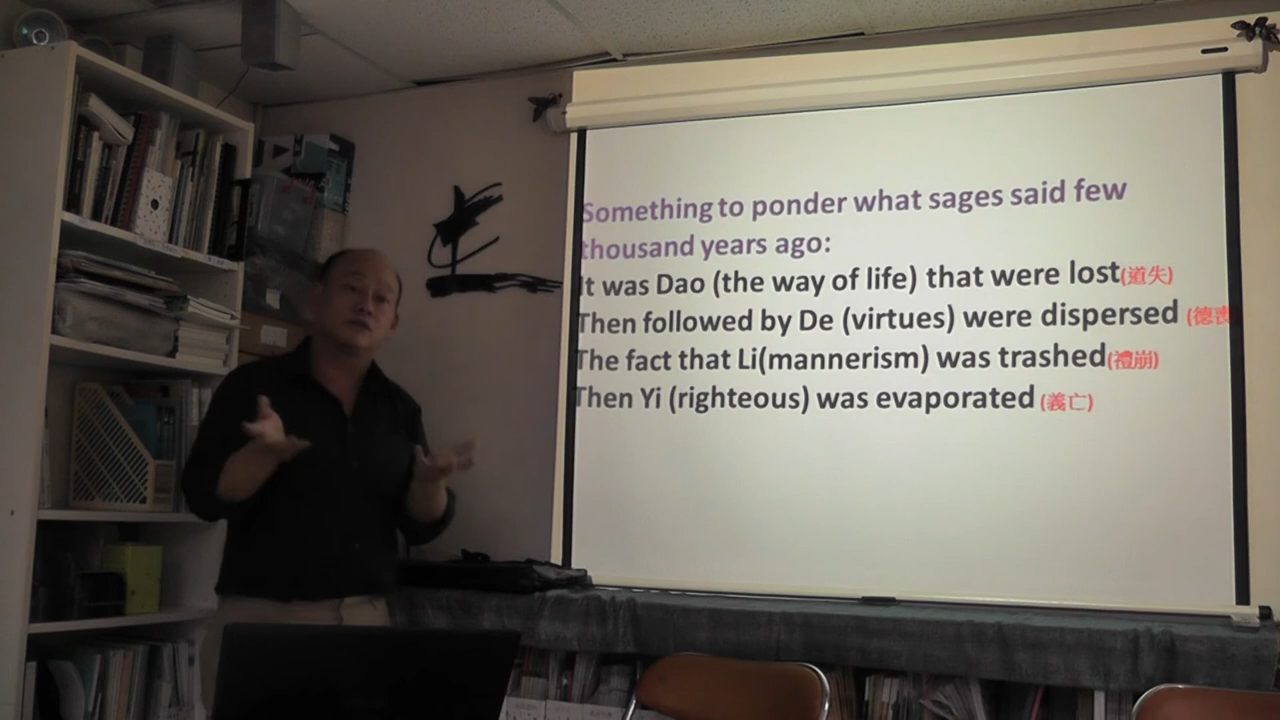 Something to ponder what sages said few
thousand years ago:
It was Dao (the way of life) that were lost(道失)
Then followed by De (virtues) were dispersed (德喪
The fact that Li(mannerism) was trashed(禮崩)
Then Yi (righteous) was evaporated (義亡)